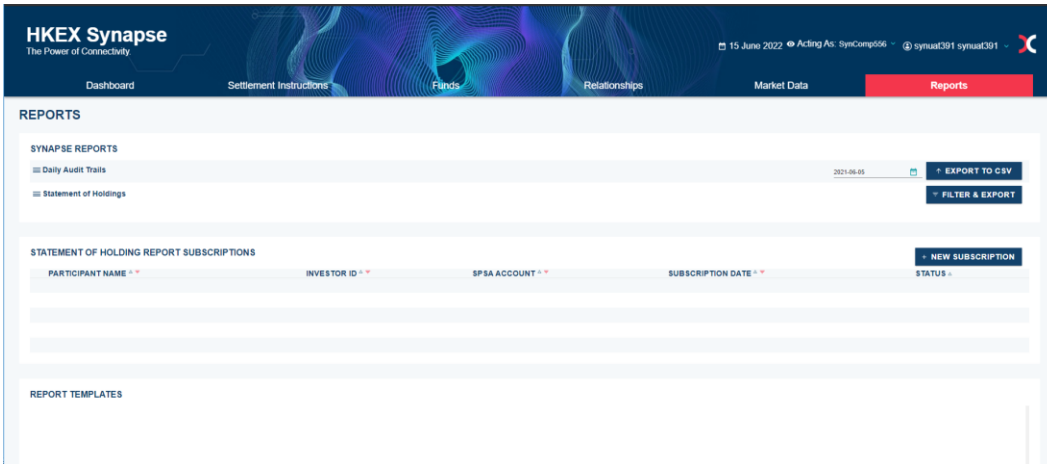 HKEX Synapse
The Power of Connectivity
15 June 2022 Acting As: SynComp556 synuat391 synuat391
Dashboard Settlement Instructions Funds Relationships Market Data Reports
REPORTS
SYNAPSE REPORTS
Daily Audit Trails 2021-06-05 EXPORT TO CSV
Statement of Holdings FILTER & EXPORT
STATEMENT OF HOLDING REPORT SUBSCRIPTIONS
+ NEW SUBSCRIPTION
PARTICIPANT NAME INVESTOR ID SPSA ACCOUNT SUBSCRIPTION DATE STATUS
REPORT TEMPLATES